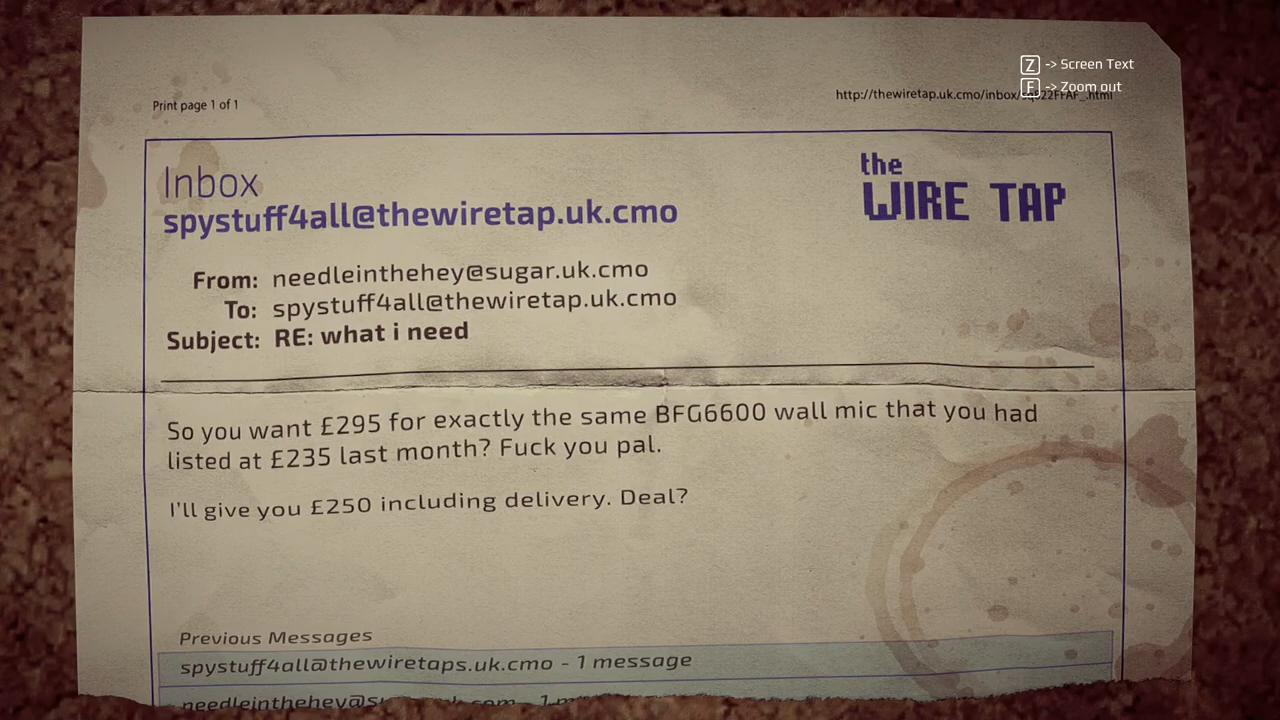 Z -> Screen Text
F -> Zoom out
Print page 1 of 1
Inbox
spystuff4all@thewiretap.uk.cmo
the
WIRE TAP
From: needleinthehey@sugar.uk.cmo
To: spystuff4all@thewiretap.uk.cmo
Subject: RE: what i need
So you want £295 for exactly the same BFG6600 wall mic that you had
listed at £235 last month? Fuck you pal.
I'll give you £250 including delivery. Deal?
Previous Messages
spystuff4all@thewiretaps.uk.cmo - 1 message